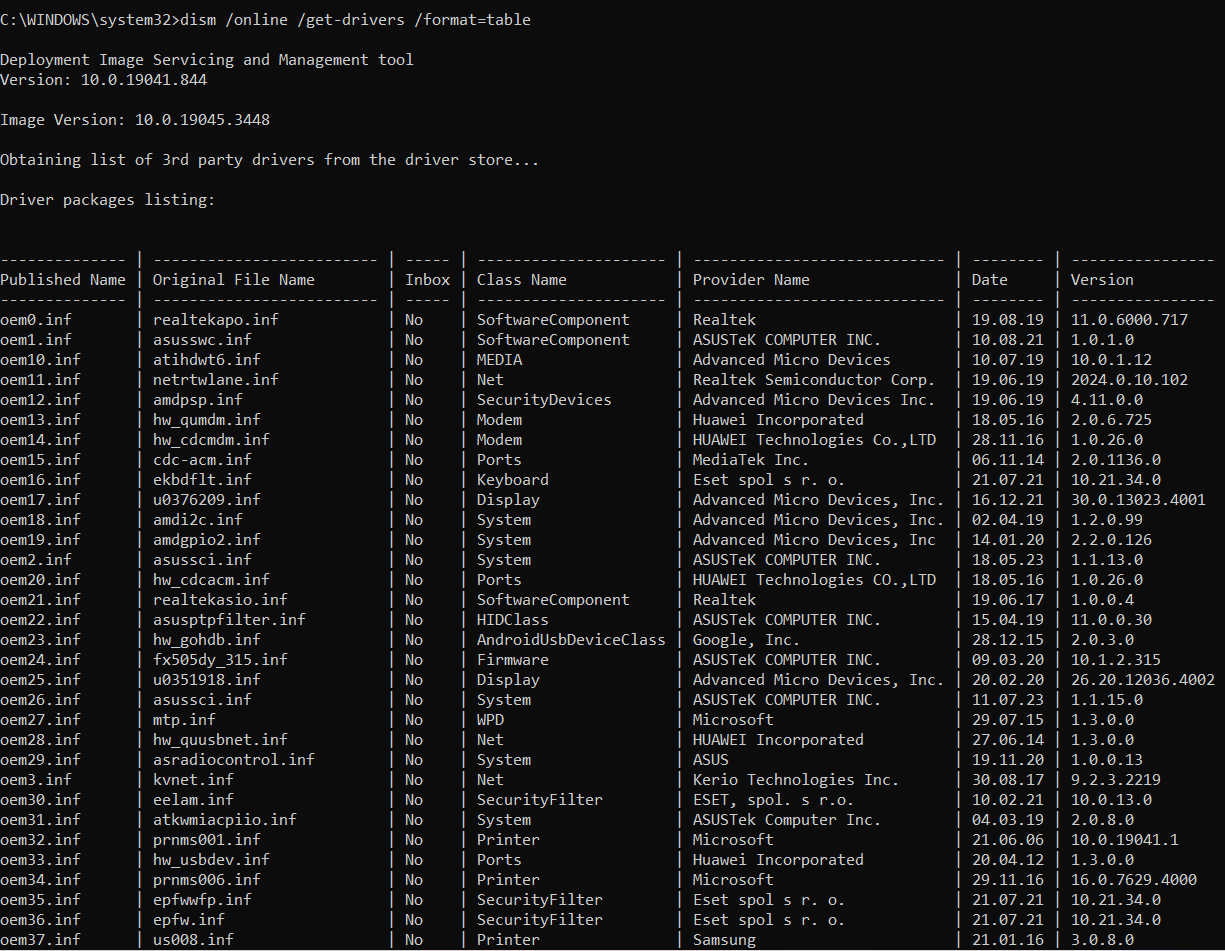 C:\WINDOWS\system32>dism /online /get-drivers /format=table
Deployment Image Servicing and Management tool
Version: 10.0.19041.844
Image Version: 10.0.19045.3448
Obtaining list of 3rd party drivers from the driver store...
Driver packages listing:
-------------- | ------------------------- | ----- | --------------------- | ---------------------------- | -------- | ----------------
Published Name | Original File Name | Inbox | Class Name | Provider Name | Date | Version
-------------- | ------------------------- | ----- | --------------------- | ---------------------------- | -------- | ----------------
oem0.inf | realtekapo.inf | No | SoftwareComponent | Realtek | 19.08.19 | 11.0.6000.717
oem1.inf | asusswc.inf | No | SoftwareComponent | ASUSTeK COMPUTER INC. | 10.08.21 | 1.0.1.0
oem10.inf | atihdwt6.inf | No | MEDIA | Advanced Micro Devices | 10.07.19 | 10.0.1.12
oem11.inf | netrtwlane.inf | No | Net | Realtek Semiconductor Corp. | 19.06.19 | 2024.0.10.102
oem12.inf | amdpsp.inf | No | SecurityDevices | Advanced Micro Devices Inc. | 19.06.19 | 4.11.0.0
oem13.inf | hw_qumdm.inf | No | Modem | Huawei Incorporated | 18.05.16 | 2.0.6.725
oem14.inf | hw_cdcmdm.inf | No | Modem | HUAWEI Technologies Co.,LTD | 28.11.16 | 1.0.26.0
oem15.inf | cdc-acm.inf | No | Ports | MediaTek Inc. | 06.11.14 | 2.0.1136.0
oem16.inf | ekbdflt.inf | No | Keyboard | Eset spol s r. o. | 21.07.21 | 10.21.34.0
oem17.inf | u0376209.inf | No | Display | Advanced Micro Devices, Inc. | 16.12.21 | 30.0.13023.4001
oem18.inf | amdi2c.inf | No | System | Advanced Micro Devices, Inc. | 02.04.19 | 1.2.0.99
oem19.inf | amdgpio2.inf | No | System | Advanced Micro Devices, Inc | 14.01.20 | 2.2.0.126
oem2.inf | asussci.inf | No | System | ASUSTeK COMPUTER INC. | 18.05.23 | 1.1.13.0
oem20.inf | hw_cdcacm.inf | No | Ports | HUAWEI Technologies CO.,LTD | 18.05.16 | 1.0.26.0
oem21.inf | realtekasio.inf | No | SoftwareComponent | Realtek | 19.06.17 | 1.0.0.4
oem22.inf | asusptpfilter.inf | No | HIDClass | ASUSTeK COMPUTER INC. | 15.04.19 | 11.0.0.30
oem23.inf | hw_gohdb.inf | No | AndroidUsbDeviceClass | Google, Inc. | 28.12.15 | 2.0.3.0
oem24.inf | fx505dy_315.inf | No | Firmware | ASUSTeK COMPUTER INC. | 09.03.20 | 10.1.2.315
oem25.inf | u0351918.inf | No | Display | Advanced Micro Devices, Inc. | 20.02.20 | 26.20.12036.4002
oem26.inf | asussci.inf | No | System | ASUSTeK COMPUTER INC. | 11.07.23 | 1.1.15.0
oem27.inf | mtp.inf | No | WPD | Microsoft | 29.07.15 | 1.3.0.0
oem28.inf | hw_quusbnet.inf | No | Net | HUAWEI Incorporated | 27.06.14 | 1.3.0.0
oem29.inf | asradiocontrol.inf | No | System | ASUS | 19.11.20 | 1.0.0.13
oem3.inf | kvnet.inf | No | Net | Kerio Technologies Inc. | 30.08.17 | 9.2.3.2219
oem30.inf | eelam.inf | No | SecurityFilter | ESET, spol. s r.o. | 10.02.21 | 10.0.13.0
oem31.inf | atkwmiacpiio.inf | No | System | ASUSTek Computer Inc. | 04.03.19 | 2.0.8.0
oem32.inf | prnms001.inf | No | Printer | Microsoft | 21.06.06 | 10.0.19041.1
oem33.inf | hw_usbdev.inf | No | Ports | Huawei Incorporated | 20.04.12 | 1.3.0.0
oem34.inf | prnms006.inf | No | Printer | Microsoft | 29.11.16 | 16.0.7629.4000
oem35.inf | epfwwfp.inf | No | SecurityFilter | Eset spol s r. o. | 21.07.21 | 10.21.34.0
oem36.inf | epfw.inf | No | SecurityFilter | Eset spol s r. o. | 21.07.21 | 10.21.34.0
oem37.inf | us008.inf | No | Printer | Samsung | 21.01.16 | 3.0.8.0